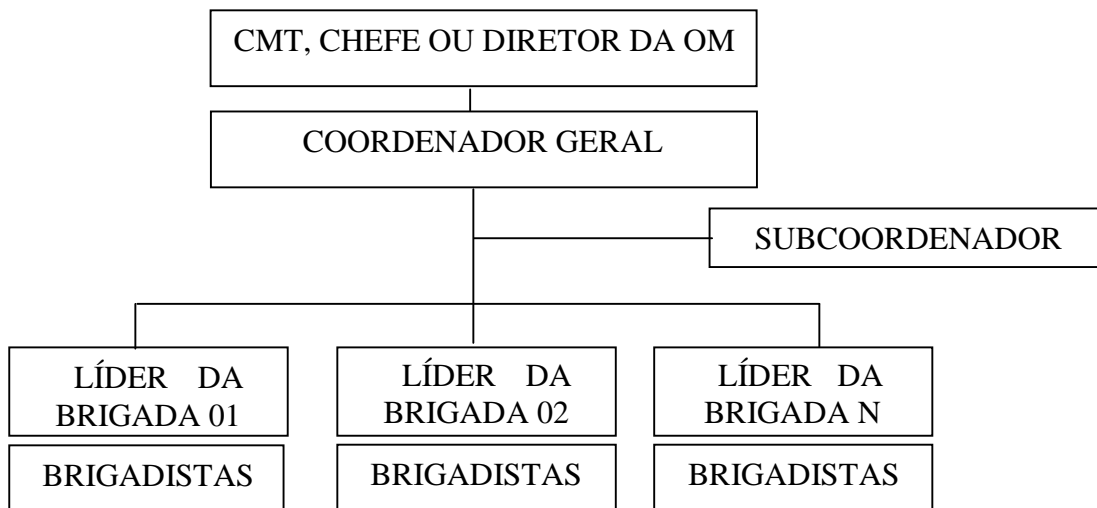 CMT, CHEFE OU DIRETOR DA OM
COORDENADOR GERAL
SUBCOORDENADOR
LÍDER DA
BRIGADA 01
LÍDER DA
BRIGADA 02
LÍDER DA
BRIGADA N
BRIGADISTAS
BRIGADISTAS
BRIGADISTAS